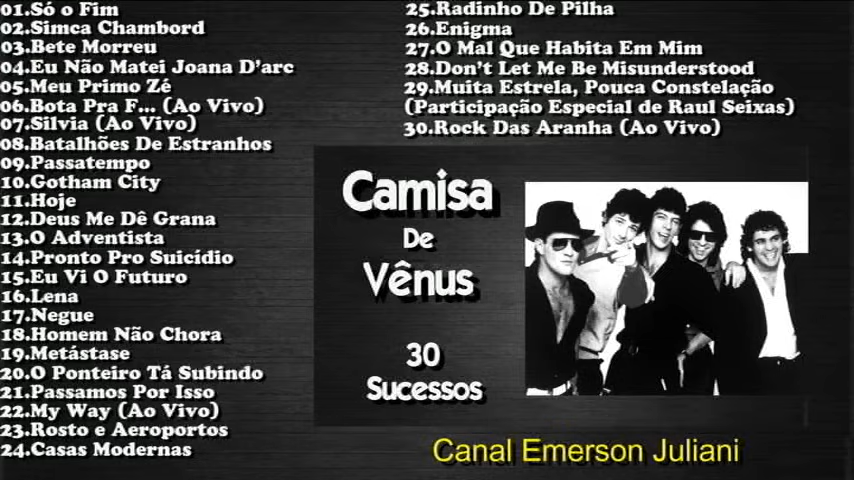 01.Só o Fim
02.Simca Chambord
03.Bete Morreu
04.Eu Não Matei Joana D’arc
05.Meu Primo Zé
06.Bota Pra F... (Ao Vivo)
07.Silvia (Ao Vivo)
08.Batalhões De Estranhos
09.Passatempo
10.Gotham City
11.Hoje
12.Deus Me Dê Grana
13.O Adventista
14.Pronto Pro Suicídio
15.Eu Vi O Futuro
16.Lena
17.Negue
18.Homem Não Chora
19.Metástase
20.O Ponteiro Tá Subindo
21.Passamos Por Isso
22.My Way (Ao Vivo)
23.Rosto e Aeroportos
24.Casas Modernas
25.Radinho De Pilha
26.Enigma
27.O Mal Que Habita Em Mim
28.Don’t Let Me Be Misunderstood
29.Muita Estrela, Pouca Constelação
(Participação Especial de Raul Seixas)
30.Rock Das Aranha (Ao Vivo)
Camisa
De
Vênus
30
Sucessos
Canal Emerson Juliani